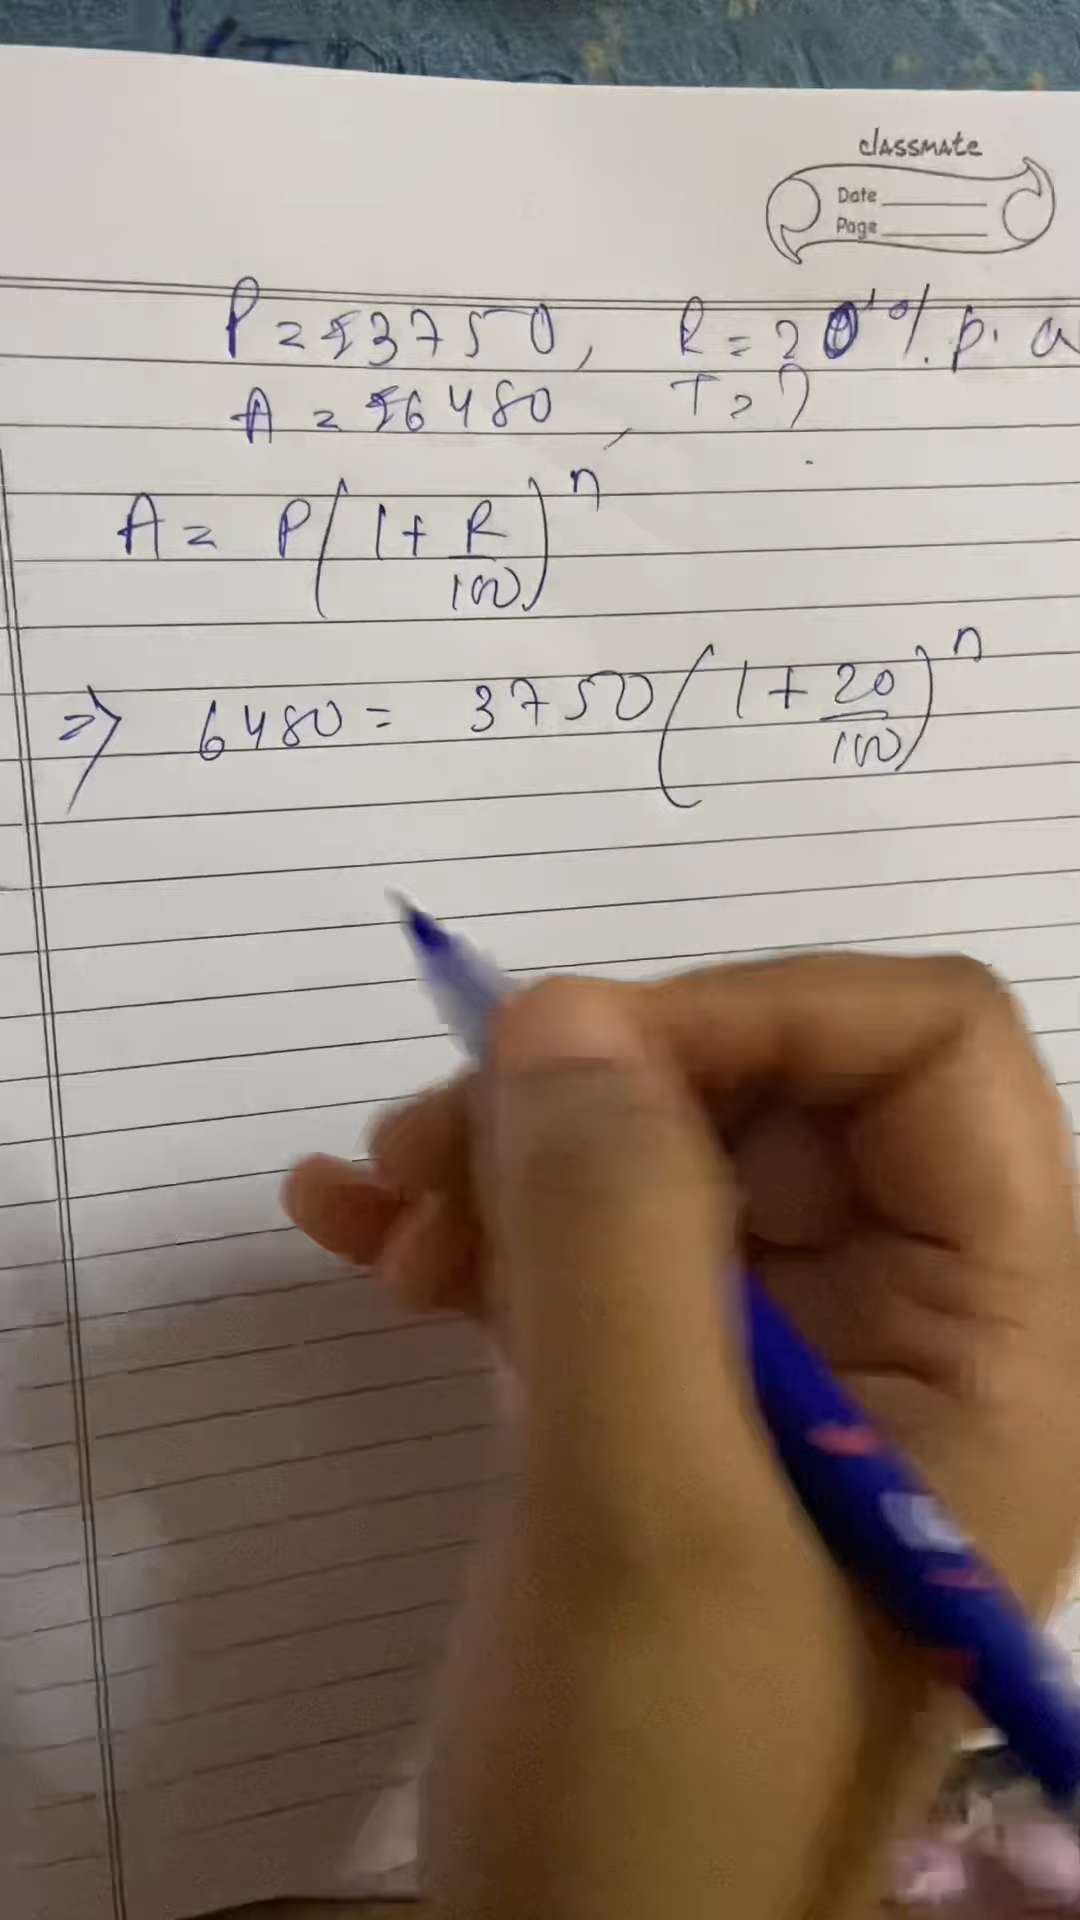 classmate
Date
Page
P = ₹3750, R = 20% p. a
A = ₹6480, T = ?
A = P(1 + R/100)^n
⇒ 6480 = 3750(1 + 20/100)^n